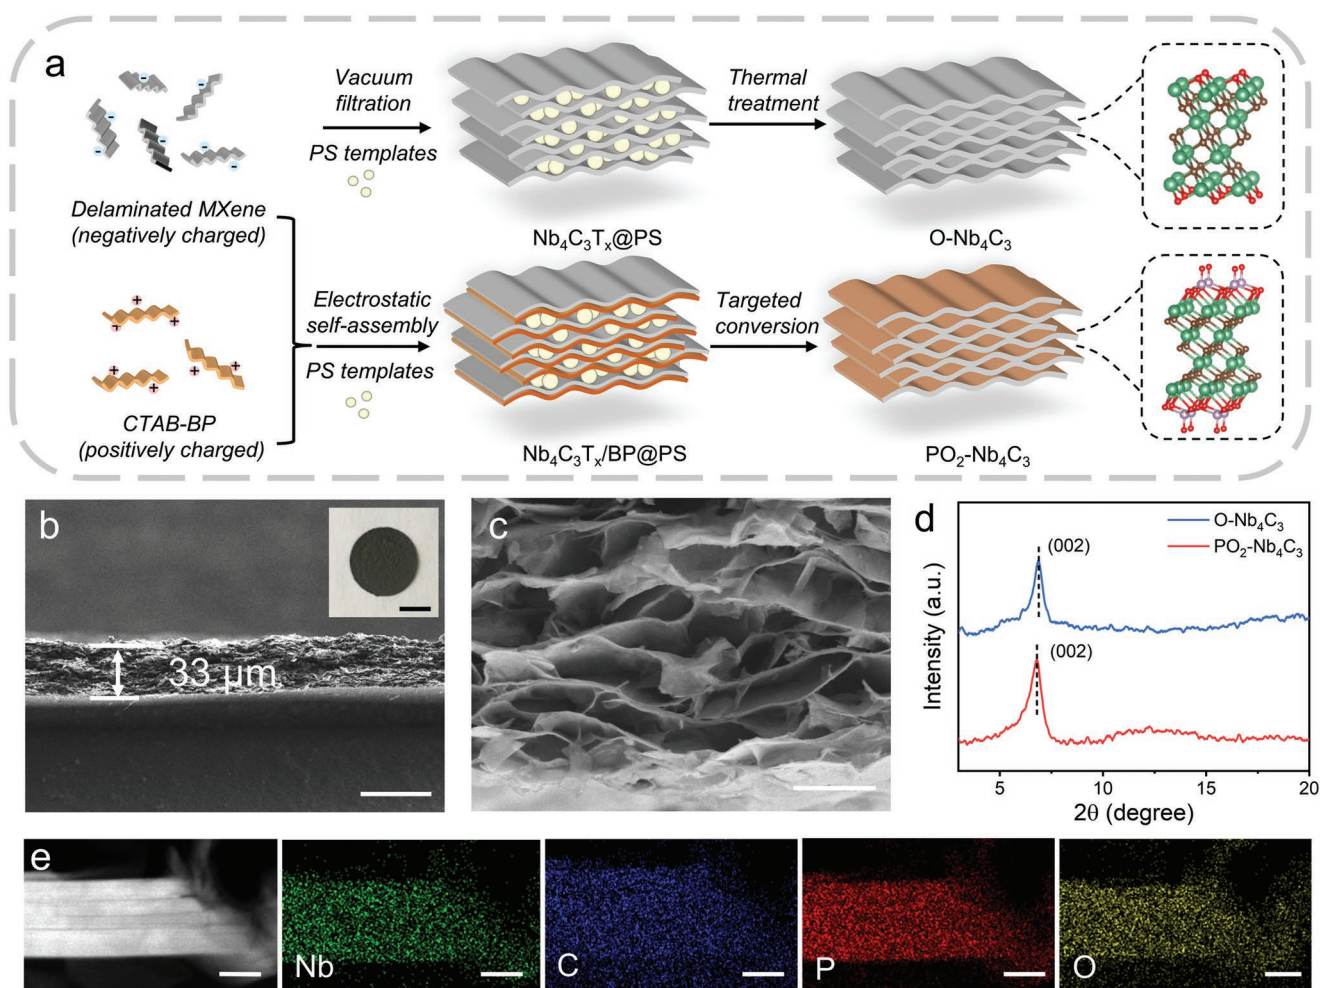 a
Vacuum
filtration
PS templates
Thermal
treatment
Delaminated MXene
(negatively charged)
Nb₄C₃Tₓ@PS
O-Nb₄C₃
Electrostatic
self-assembly
PS templates
Targeted
conversion
CTAB-BP
(positively charged)
Nb₄C₃Tₓ/BP@PS
PO₂-Nb₄C₃
b
33 μm
c
d
O-Nb₄C₃
PO₂-Nb₄C₃
(002)
(002)
Intensity (a.u.)
5 10 15 20
2θ (degree)
e
Nb
C
P
O